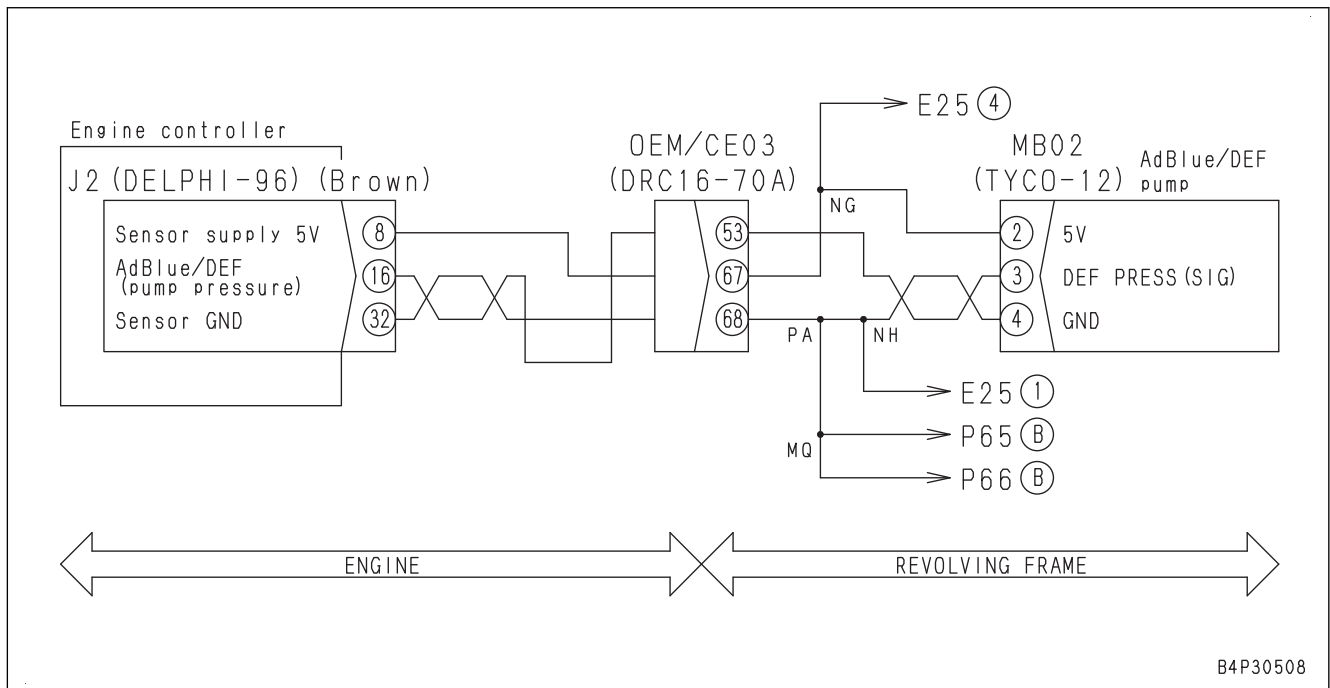 E25 ④
Engine controller
OEM/CE03
(DRC16-70A)
MB02
(TYCO-12)
AdBlue/DEF
pump
J2 (DELPHI-96) (Brown)
Sensor supply 5V ⑧
AdBlue/DEF
(pump pressure) ⑯
Sensor GND ㉜
53
67
68
NG
② 5V
③ DEF PRESS(SIG)
④ GND
PA
NH
E25 ①
MQ
P65 Ⓑ
P66 Ⓑ
ENGINE
REVOLVING FRAME
B4P30508